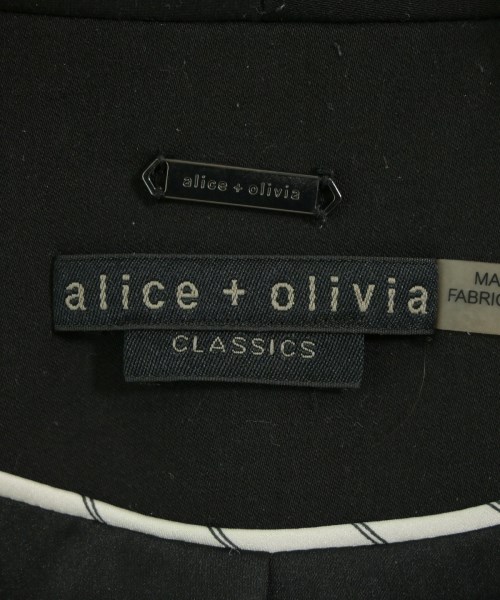 alice + olivia
alice + olivia
CLASSICS
MA
FABRIC